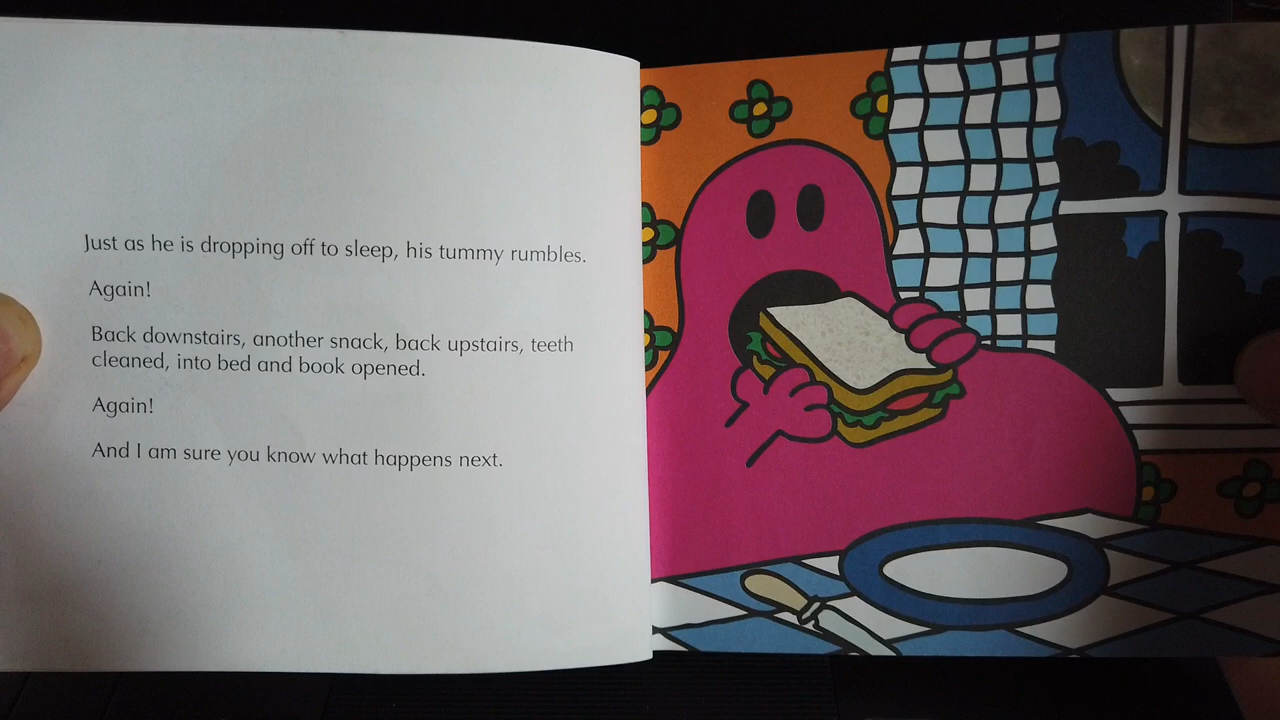 Just as he is dropping off to sleep, his tummy rumbles.
Again!
Back downstairs, another snack, back upstairs, teeth
cleaned, into bed and book opened.
Again!
And I am sure you know what happens next.